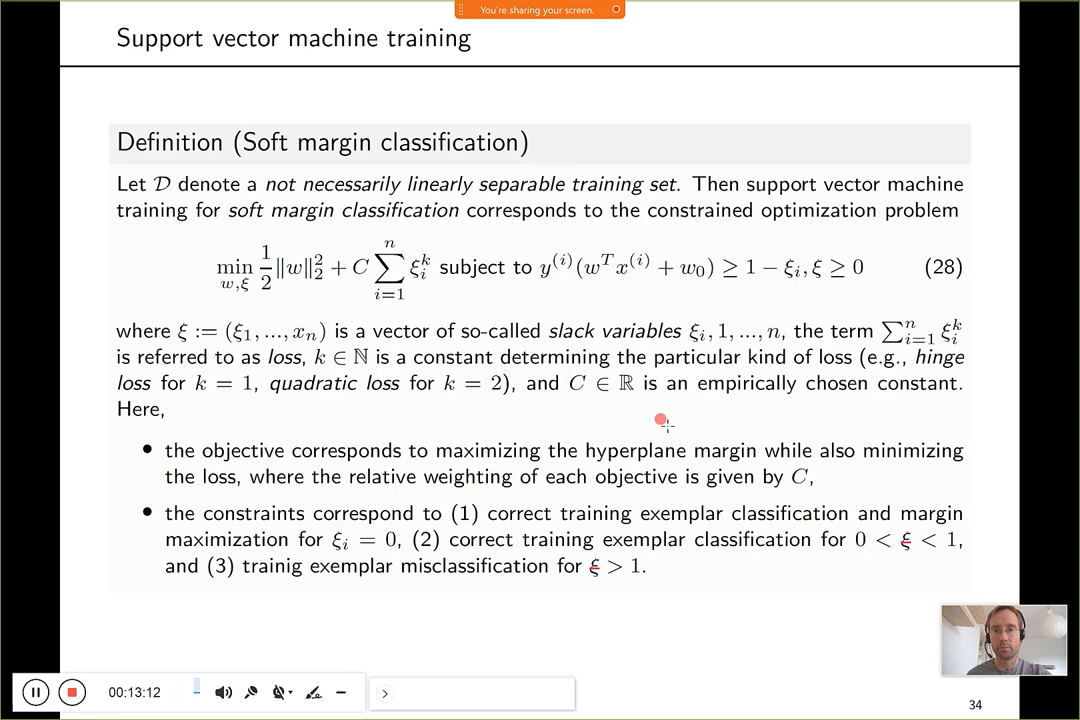 You're sharing your screen.
Support vector machine training
Definition (Soft margin classification)
Let 𝒟 denote a not necessarily linearly separable training set. Then support vector machine
training for soft margin classification corresponds to the constrained optimization problem
min_{w,ξ} 1/2 ‖w‖₂² + C ∑_{i=1}^{n} ξ_i^k subject to y^{(i)}(w^T x^{(i)} + w₀) ≥ 1 − ξ_i, ξ ≥ 0 (28)
where ξ := (ξ₁, ..., x_n) is a vector of so-called slack variables ξ_i, 1, ..., n, the term ∑_{i=1}^{n} ξ_i^k
is referred to as loss, k ∈ ℕ is a constant determining the particular kind of loss (e.g., hinge
loss for k = 1, quadratic loss for k = 2), and C ∈ ℝ is an empirically chosen constant.
Here,
• the objective corresponds to maximizing the hyperplane margin while also minimizing
the loss, where the relative weighting of each objective is given by C,
• the constraints correspond to (1) correct training exemplar classification and margin
maximization for ξ_i = 0, (2) correct training exemplar classification for 0 < ξ < 1,
and (3) trainig exemplar misclassification for ξ > 1.
00:13:12
34